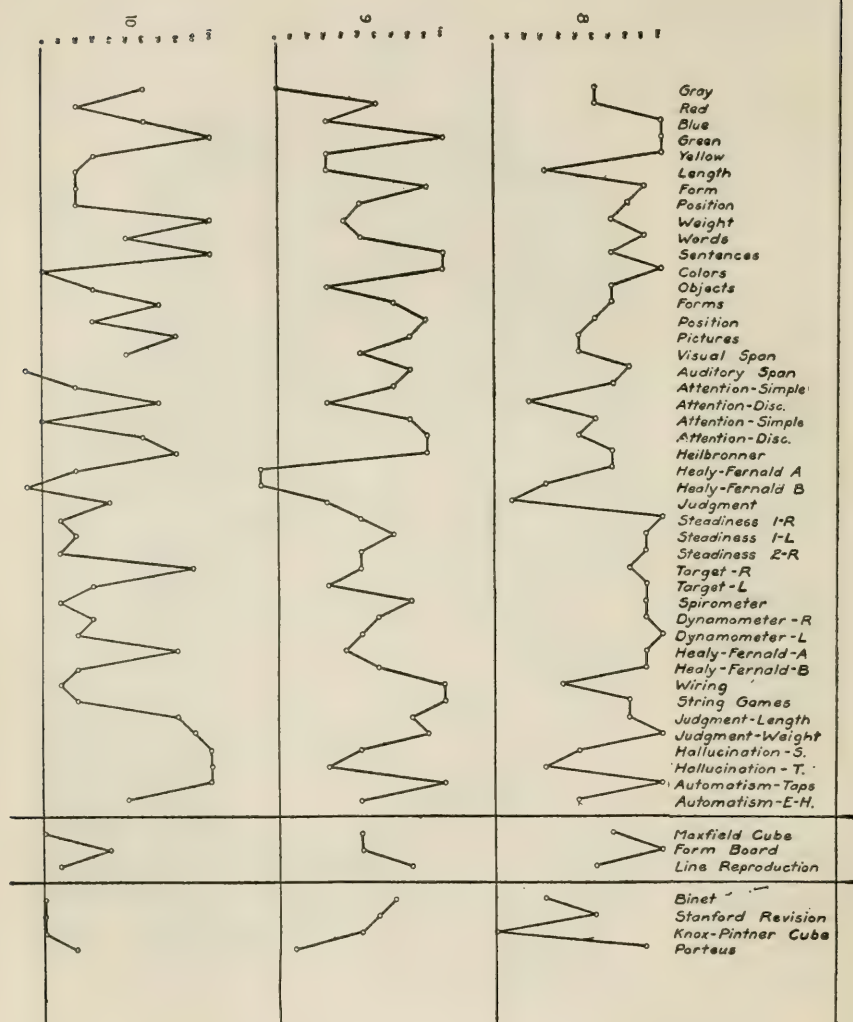 10
9
8
Gray
Red
Blue
Green
Yellow
Length
Form
Position
Weight
Words
Sentences
Colors
Objects
Forms
Position
Pictures
Visual Span
Auditory Span
Attention-Simple
Attention-Disc.
Attention-Simple
Attention-Disc.
Heilbronner
Healy-Fernald A
Healy-Fernald B
Judgment
Steadiness 1-R
Steadiness 1-L
Steadiness 2-R
Target-R
Target-L
Spirometer
Dynamometer-R
Dynamometer-L
Healy-Fernald-A
Healy-Fernald-B
Wiring
String Games
Judgment-Length
Judgment-Weight
Hallucination-S.
Hallucination-T.
Automatism-Taps
Automatism-E-H.
Maxfield Cube
Form Board
Line Reproduction
Binet
Stanford Revision
Knox-Pintner Cube
Porteus